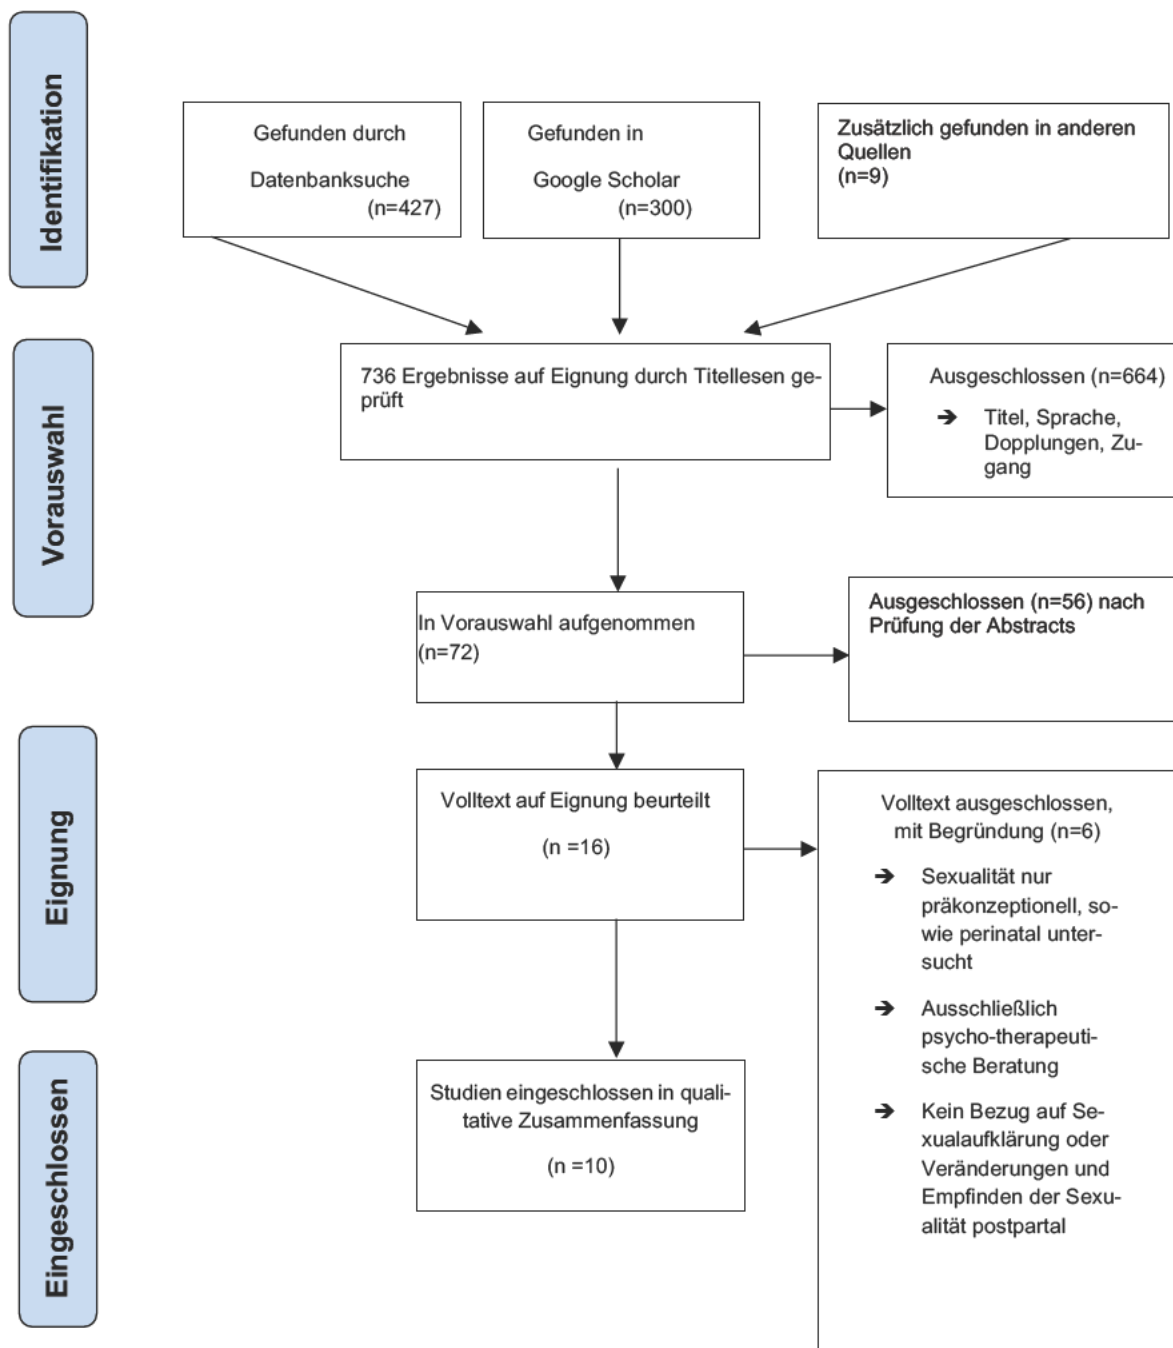 Identifikation
Gefunden durch
Datenbanksuche
(n=427)
Gefunden in
Google Scholar
(n=300)
Zusätzlich gefunden in anderen
Quellen
(n=9)
Vorauswahl
736 Ergebnisse auf Eignung durch Titellesen ge-
prüft
Ausgeschlossen (n=664)
➔ Titel, Sprache,
Dopplungen, Zu-
gang
In Vorauswahl aufgenommen
(n=72)
Ausgeschlossen (n=56) nach
Prüfung der Abstracts
Eignung
Volltext auf Eignung beurteilt
(n =16)
Volltext ausgeschlossen,
mit Begründung (n=6)
➔ Sexualität nur
präkonzeptionell, so-
wie perinatal unter-
sucht
➔ Ausschließlich
psycho-therapeuti-
sche Beratung
➔ Kein Bezug auf Se-
xualaufklärung oder
Veränderungen und
Empfinden der Sexu-
alität postpartal
Eingeschlossen
Studien eingeschlossen in quali-
tative Zusammenfassung
(n =10)